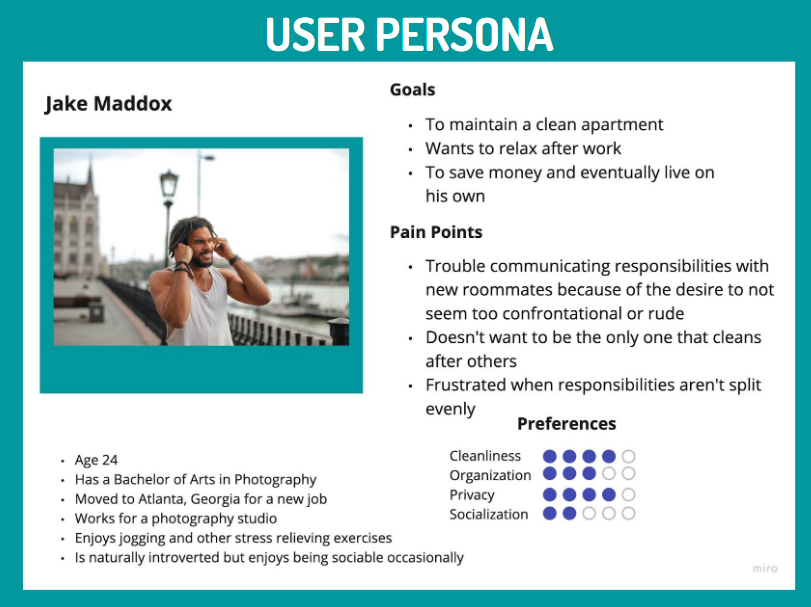 USER PERSONA
Jake Maddox
Goals
• To maintain a clean apartment
• Wants to relax after work
• To save money and eventually live on
his own
Pain Points
• Trouble communicating responsibilities with
new roommates because of the desire to not
seem too confrontational or rude
• Doesn't want to be the only one that cleans
after others
• Frustrated when responsibilities aren't split
evenly
Preferences
Cleanliness
Organization
Privacy
Socialization
• Age 24
• Has a Bachelor of Arts in Photography
• Moved to Atlanta, Georgia for a new job
• Works for a photography studio
• Enjoys jogging and other stress relieving exercises
• Is naturally introverted but enjoys being sociable occasionally
miro